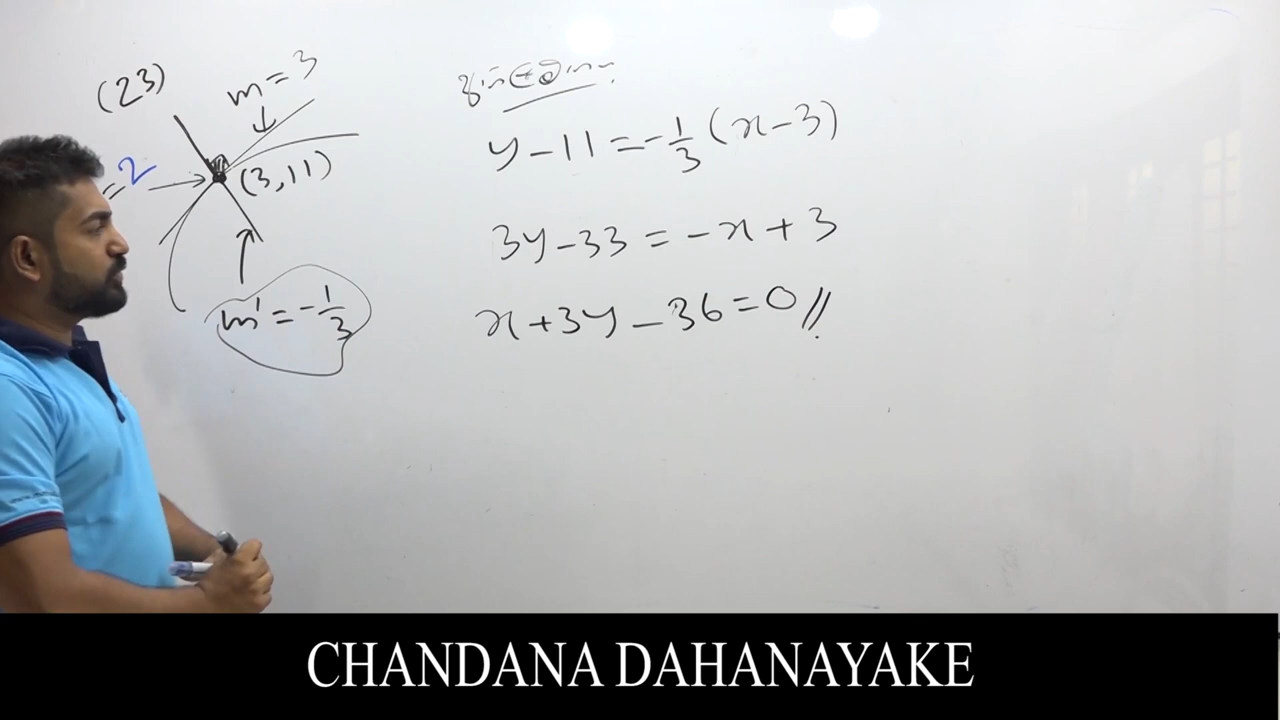 (23)
m = 3
= 2
(3,11)
m' = -1/3
y - 11 = -1/3 (x - 3)
3y - 33 = -x + 3
x + 3y - 36 = 0 //
CHANDANA DAHANAYAKE